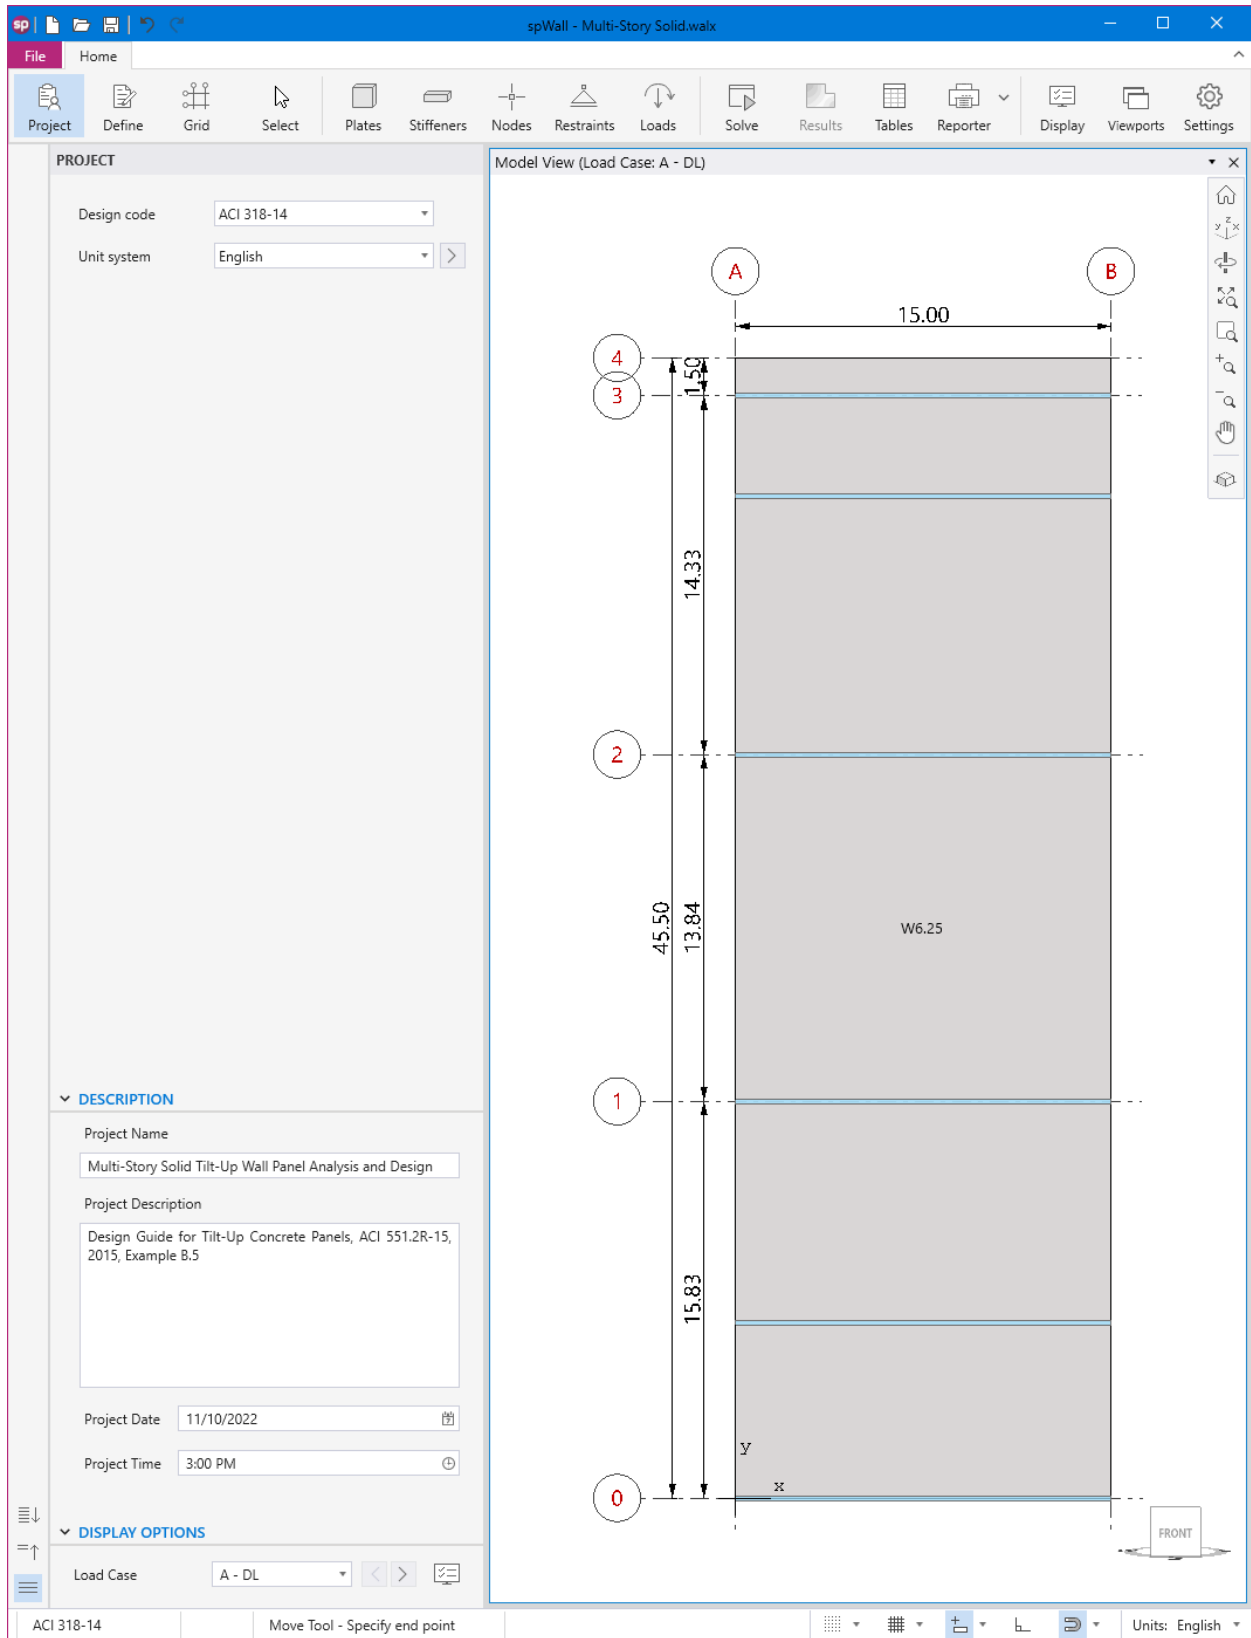 sp
spWall - Multi-Story Solid.walx
File
Home
Project
Define
Grid
Select
Plates
Stiffeners
Nodes
Restraints
Loads
Solve
Results
Tables
Reporter
Display
Viewports
Settings
PROJECT
Design code
ACI 318-14
Unit system
English
DESCRIPTION
Project Name
Multi-Story Solid Tilt-Up Wall Panel Analysis and Design
Project Description
Design Guide for Tilt-Up Concrete Panels, ACI 551.2R-15,
2015, Example B.5
Project Date
11/10/2022
Project Time
3:00 PM
DISPLAY OPTIONS
Load Case
A - DL
Model View (Load Case: A - DL)
z
y x
A
B
15.00
4
1.50
3
14.33
2
45.50
13.84
W6.25
1
15.83
y
x
0
FRONT
ACI 318-14
Move Tool - Specify end point
Units: English